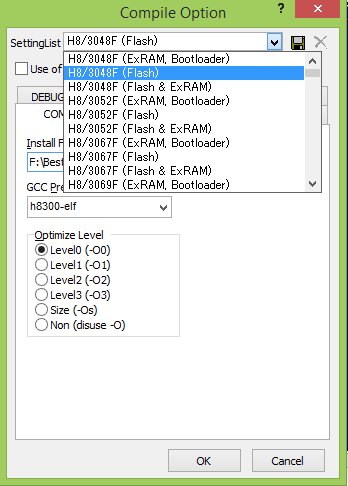 Compile Option
?
SettingList
H8/3048F (Flash)
H8/3048F (ExRAM, Bootloader)
H8/3048F (Flash)
H8/3048F (Flash & ExRAM)
H8/3052F (ExRAM, Bootloader)
H8/3052F (Flash)
H8/3052F (Flash & ExRAM)
H8/3067F (ExRAM, Bootloader)
H8/3067F (Flash)
H8/3067F (Flash & ExRAM)
H8/3069F (ExRAM, Bootloader)
Use of
DEBUG
COM
Install F
F:\Best
GCC Pre
h8300-elf
Optimize Level
Level0 (-O0)
Level1 (-O1)
Level2 (-O2)
Level3 (-O3)
Size (-Os)
Non (disuse -O)
OK
Cancel